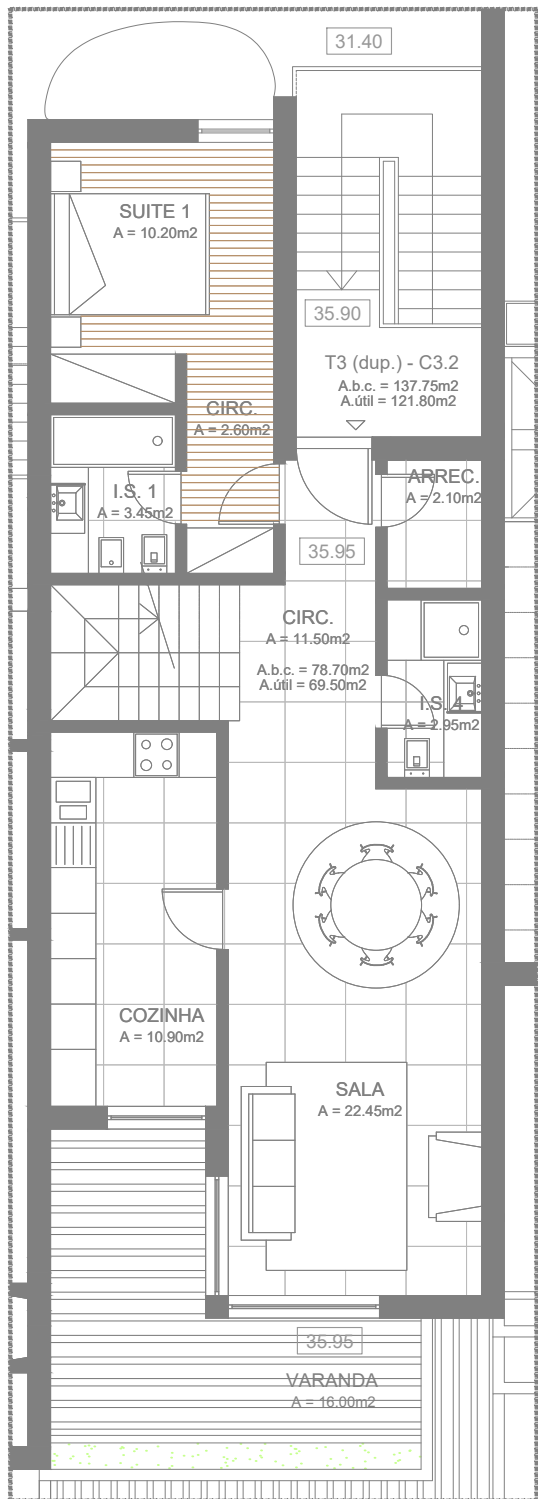 31.40
SUITE 1
A = 10.20m2
35.90
T3 (dup.) - C3.2
A.b.c. = 137.75m2
A.útil = 121.80m2
CIRC.
A = 2.60m2
ARREC.
A = 2.10m2
I.S. 1
A = 3.45m2
35.95
CIRC.
A = 11.50m2
A.b.c. = 78.70m2
A.útil = 69.50m2
I.S. 4
A = 2.95m2
COZINHA
A = 10.90m2
SALA
A = 22.45m2
35.95
VARANDA
A = 16.00m2